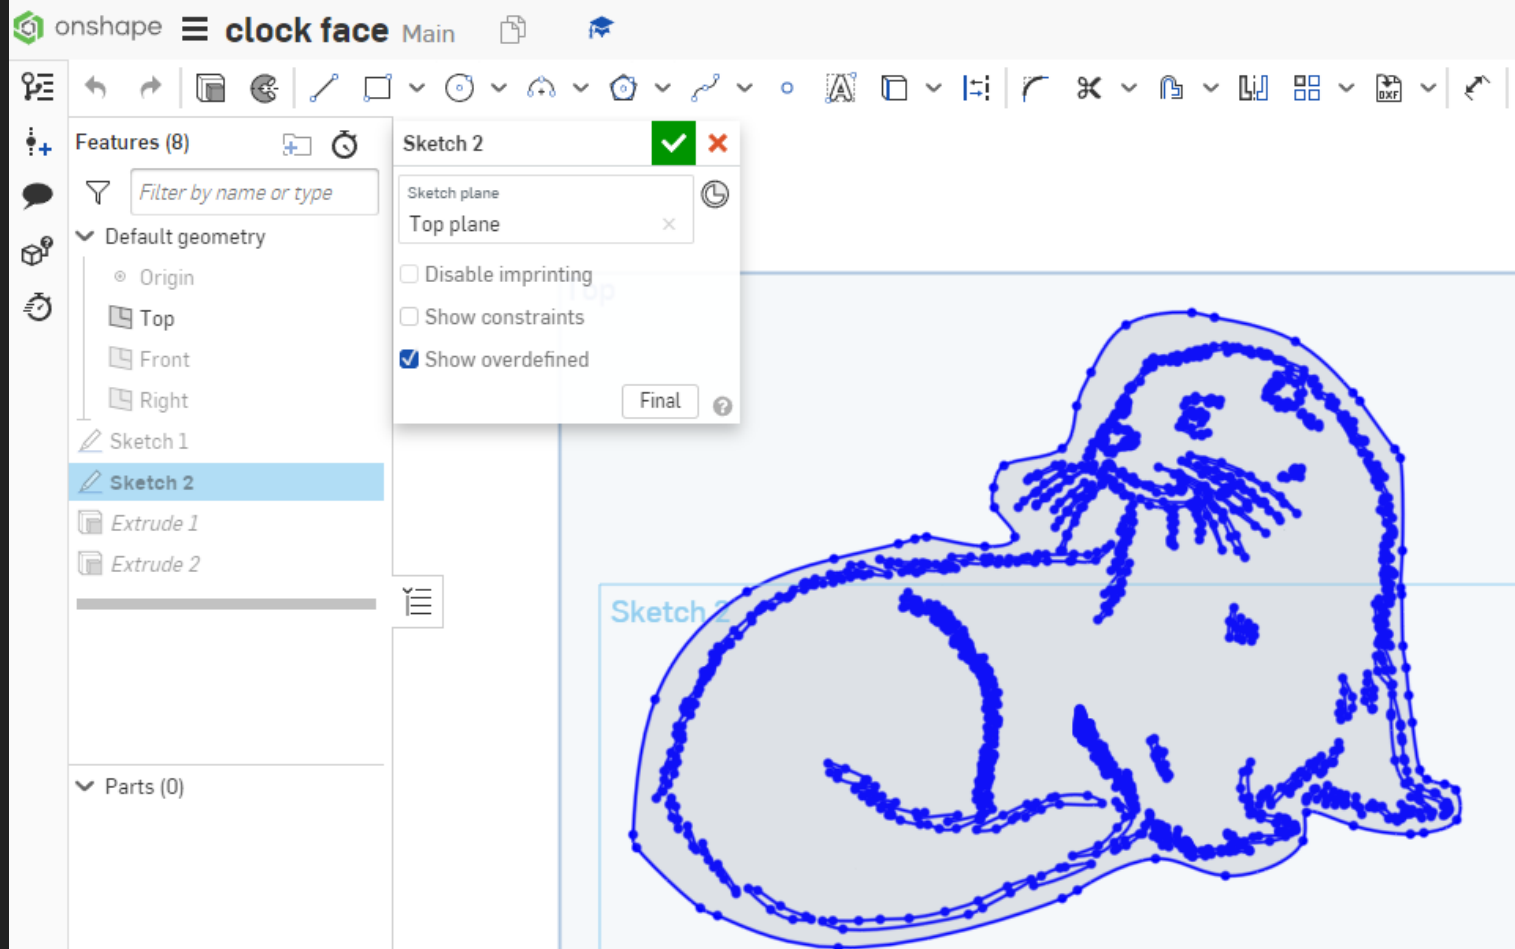 onshape clock face Main
A DXF
Features (8)
Filter by name or type
Default geometry
Origin
Top
Front
Right
Sketch 1
Sketch 2
Extrude 1
Extrude 2
Parts (0)
Sketch 2
Sketch plane
Top plane
Disable imprinting
Show constraints
Show overdefined
Final
Top
Sketch 2